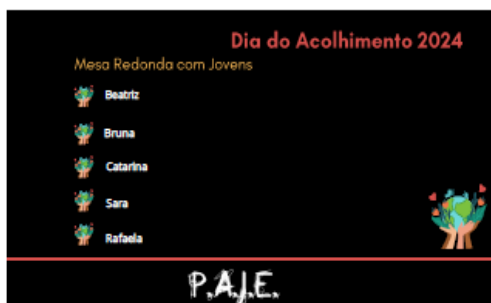 Dia do Acolhimento 2024
Mesa Redonda com Jovens
Beatriz
Bruna
Catarina
Sara
Rafaela
P.A.J.E.